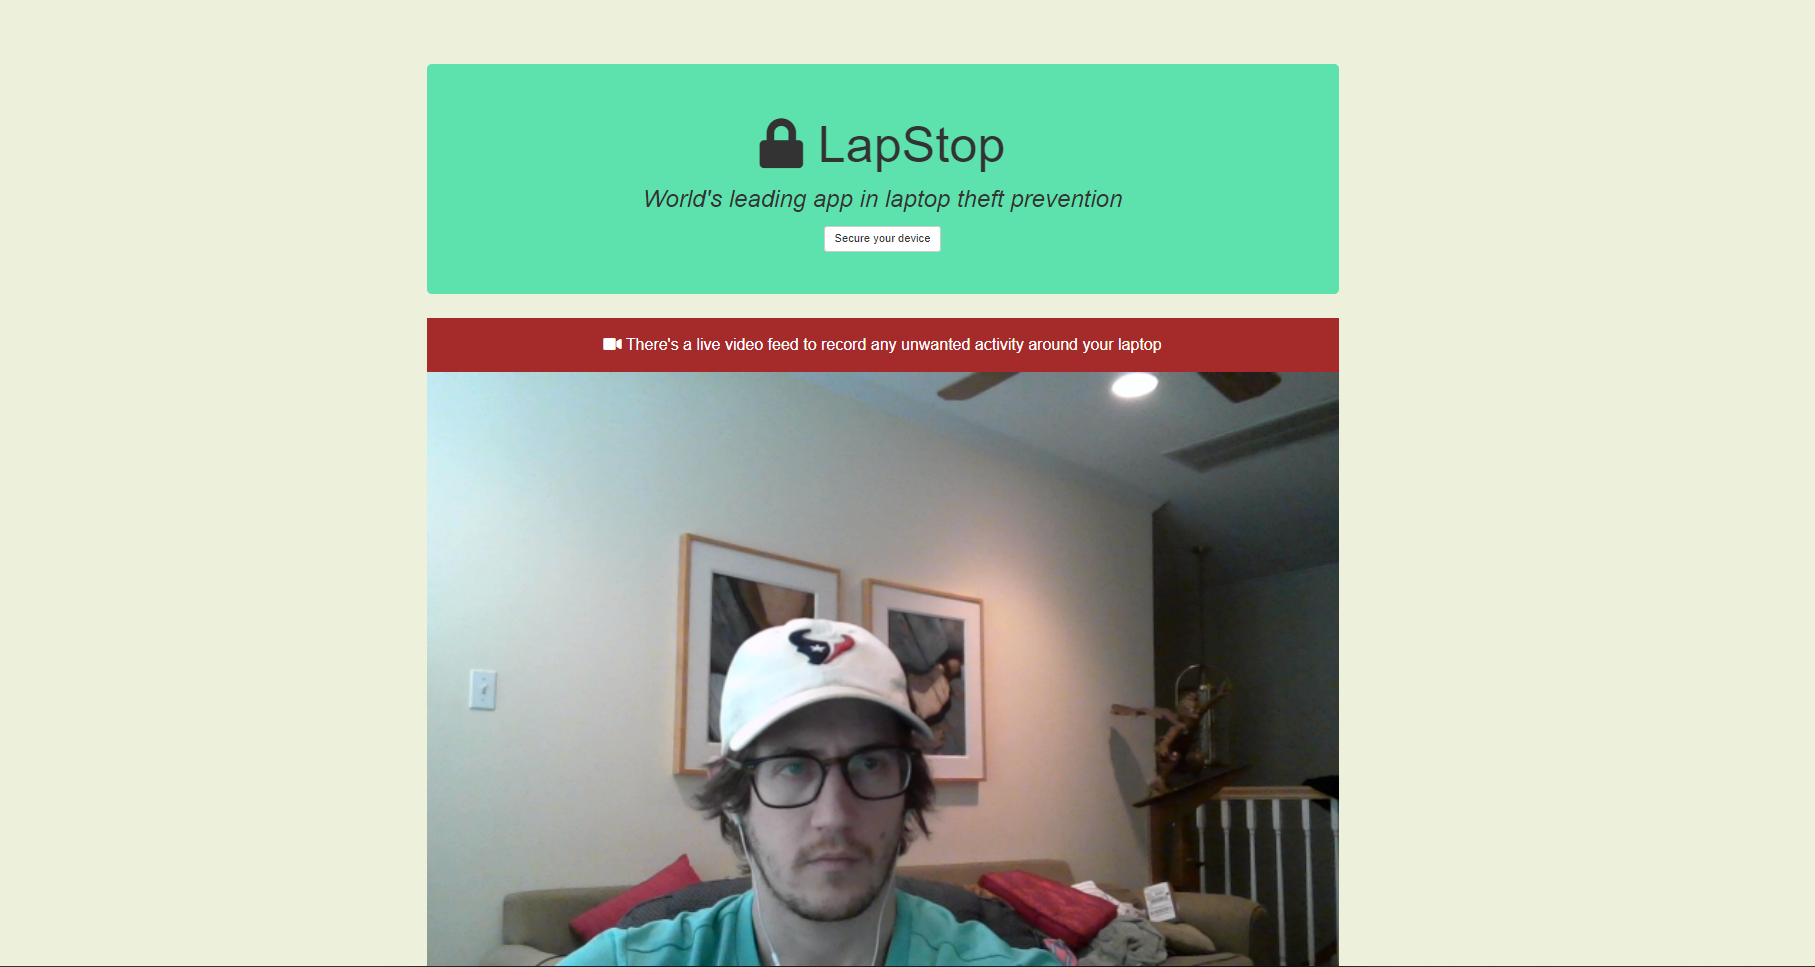 LapStop
World's leading app in laptop theft prevention
Secure your device
There's a live video feed to record any unwanted activity around your laptop